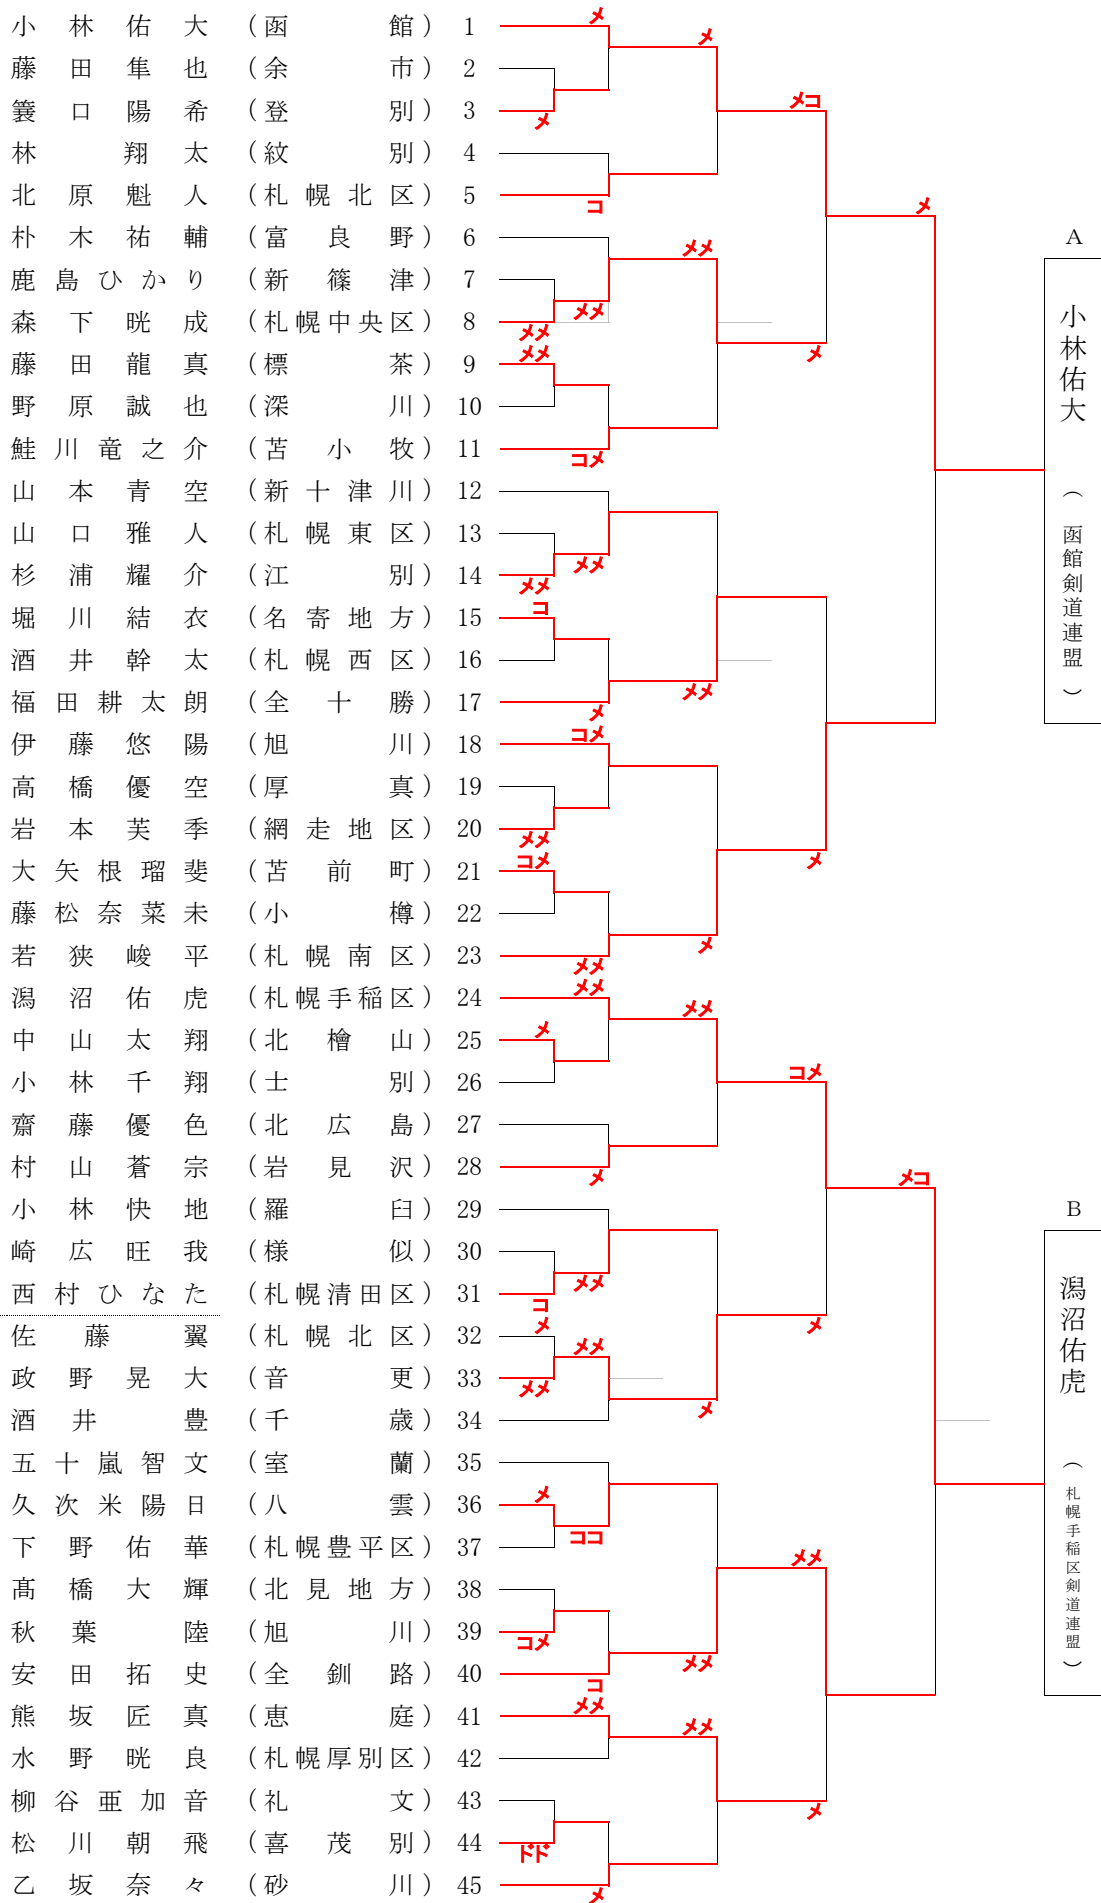 小林佑大 (函館) 1
藤田隼也 (余市) 2
簑口陽希 (登別) 3
林翔太 (紋別) 4
北原魁人 (札幌北区) 5
朴木祐輔 (富良野) 6
鹿島ひかり (新篠津) 7
森下晄成 (札幌中央区) 8
藤田龍真 (標茶) 9
野原誠也 (深川) 10
鮭川竜之介 (苫小牧) 11
山本青空 (新十津川) 12
山口雅人 (札幌東区) 13
杉浦耀介 (江別) 14
堀川結衣 (名寄地方) 15
酒井幹太 (札幌西区) 16
福田耕太朗 (全十勝) 17
伊藤悠陽 (旭川) 18
高橋優空 (厚真) 19
岩本芙季 (網走地区) 20
大矢根瑠斐 (苫前町) 21
藤松奈菜未 (小樽) 22
若狭峻平 (札幌南区) 23
潟沼佑虎 (札幌手稲区) 24
中山太翔 (北檜山) 25
小林千翔 (士別) 26
齋藤優色 (北広島) 27
村山蒼宗 (岩見沢) 28
小林快地 (羅臼) 29
崎広旺我 (様似) 30
西村ひなた (札幌清田区) 31
佐藤翼 (札幌北区) 32
政野晃大 (音更) 33
酒井豊 (千歳) 34
五十嵐智文 (室蘭) 35
久次米陽日 (八雲) 36
下野佑華 (札幌豊平区) 37
髙橋大輝 (北見地方) 38
秋葉陸 (旭川) 39
安田拓史 (全釧路) 40
熊坂匠真 (恵庭) 41
水野晄良 (札幌厚別区) 42
柳谷亜加音 (礼文) 43
松川朝飛 (喜茂別) 44
乙坂奈々 (砂川) 45
メ
メ
コ
メメ
メメ
コメ
メメ
コ
メ
コメ
メメ
コメ
メメ
メメ
メ
メ
コ
メ
メメ
メ
コメ
コ
メメ
ドド
メ
メ
メメ
メメ
メメ
メメ
メ
メメ
メメ
メメ
メ
ココ
メメ
メメ
メコ
メ
メ
コメ
メ
メメ
メ
メ
メコ
A
小林佑大
(函館剣道連盟)
B
潟沼佑虎
(札幌手稲区剣道連盟)